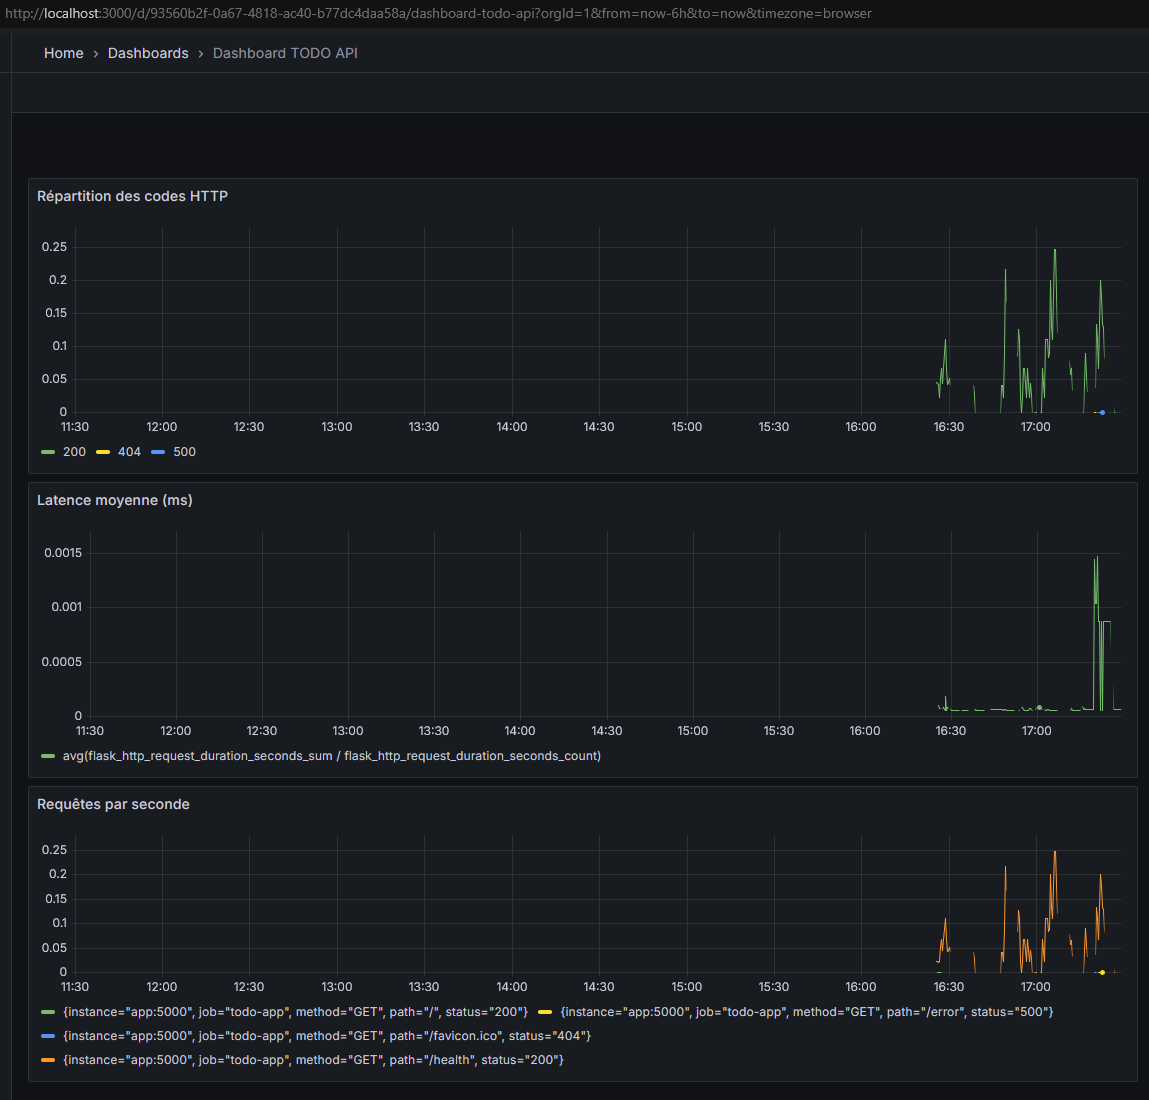 http://localhost:3000/d/93560b2f-0a67-4818-ac40-b77dc4daa58a/dashboard-todo-api?orgId=1&from=now-6h&to=now&timezone=browser
Home › Dashboards › Dashboard TODO API
Répartition des codes HTTP
0.25
0.2
0.15
0.1
0.05
0
11:30 12:00 12:30 13:00 13:30 14:00 14:30 15:00 15:30 16:00 16:30 17:00
200 404 500
Latence moyenne (ms)
0.0015
0.001
0.0005
0
11:30 12:00 12:30 13:00 13:30 14:00 14:30 15:00 15:30 16:00 16:30 17:00
avg(flask_http_request_duration_seconds_sum / flask_http_request_duration_seconds_count)
Requêtes par seconde
0.25
0.2
0.15
0.1
0.05
0
11:30 12:00 12:30 13:00 13:30 14:00 14:30 15:00 15:30 16:00 16:30 17:00
{instance="app:5000", job="todo-app", method="GET", path="/", status="200"} {instance="app:5000", job="todo-app", method="GET", path="/error", status="500"}
{instance="app:5000", job="todo-app", method="GET", path="/favicon.ico", status="404"}
{instance="app:5000", job="todo-app", method="GET", path="/health", status="200"}